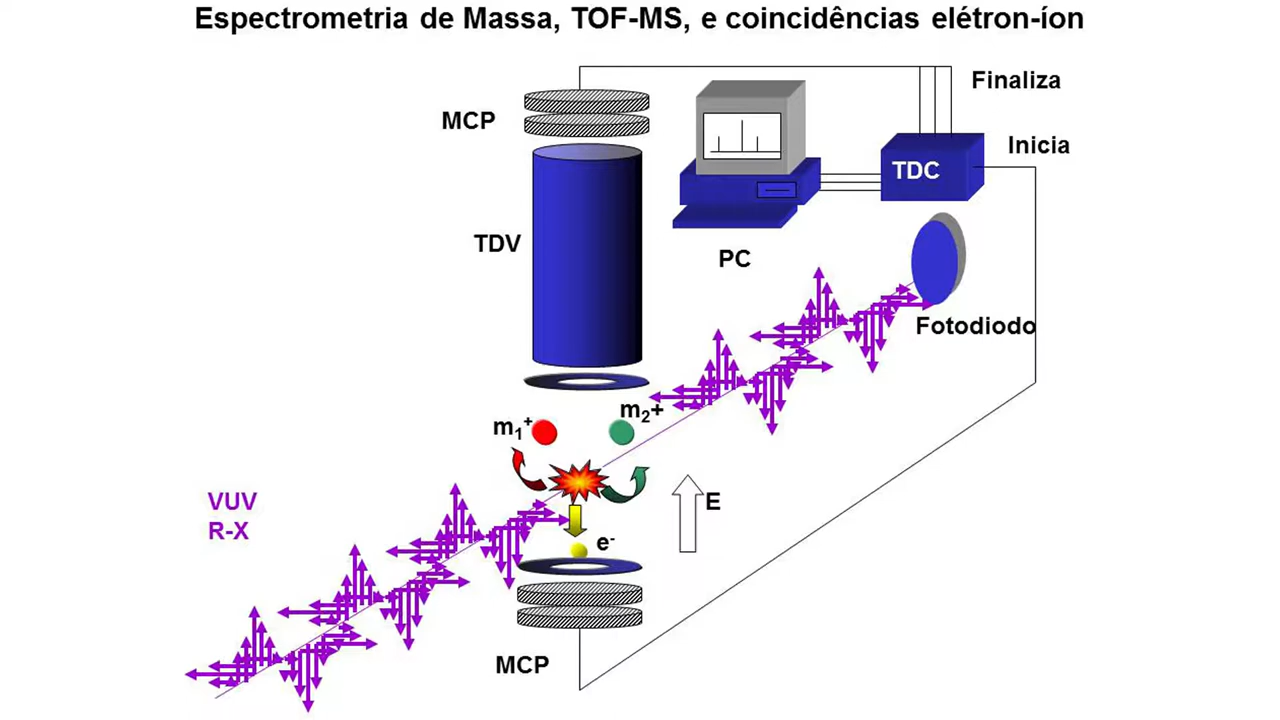 Espectrometria de Massa, TOF-MS, e coincidências elétron-íon
Finaliza
MCP
Inicia
TDC
TDV
PC
Fotodiodo
m₂+
m₁⁺
VUV
R-X
E
e⁻
MCP